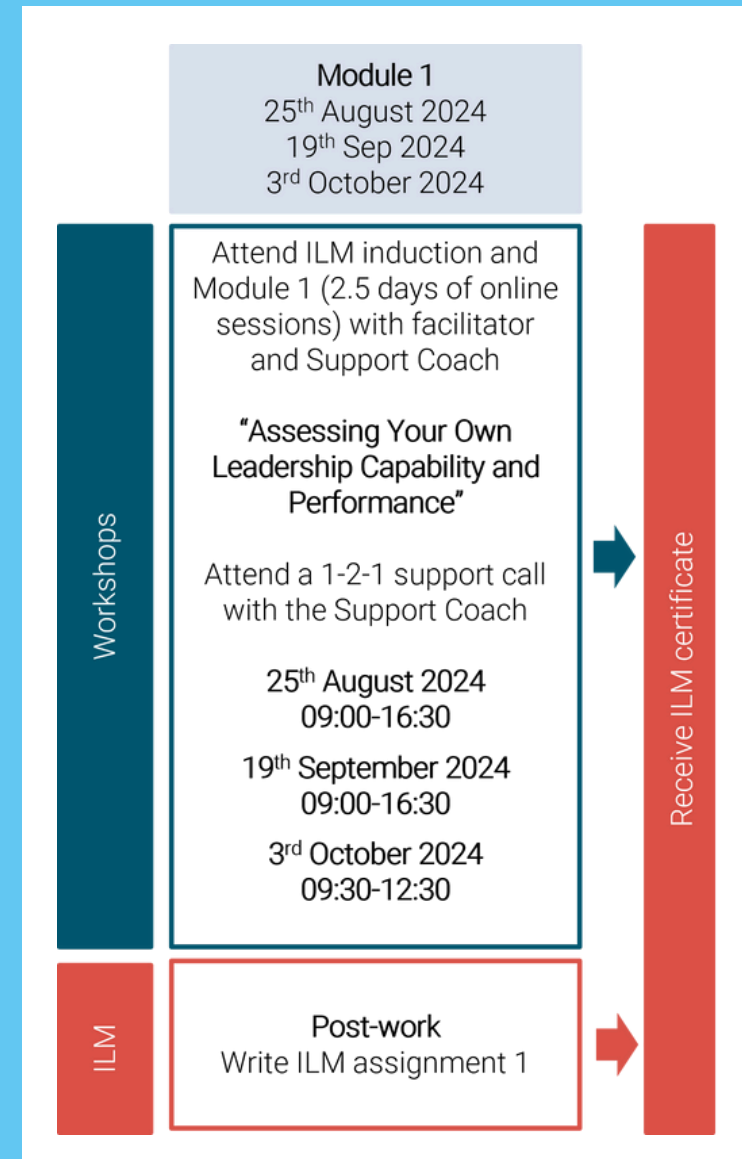 Module 1
25th August 2024
19th Sep 2024
3rd October 2024
Workshops
Attend ILM induction and
Module 1 (2.5 days of online
sessions) with facilitator
and Support Coach
“Assessing Your Own
Leadership Capability and
Performance”
Attend a 1-2-1 support call
with the Support Coach
25th August 2024
09:00-16:30
19th September 2024
09:00-16:30
3rd October 2024
09:30-12:30
Receive ILM certificate
ILM
Post-work
Write ILM assignment 1